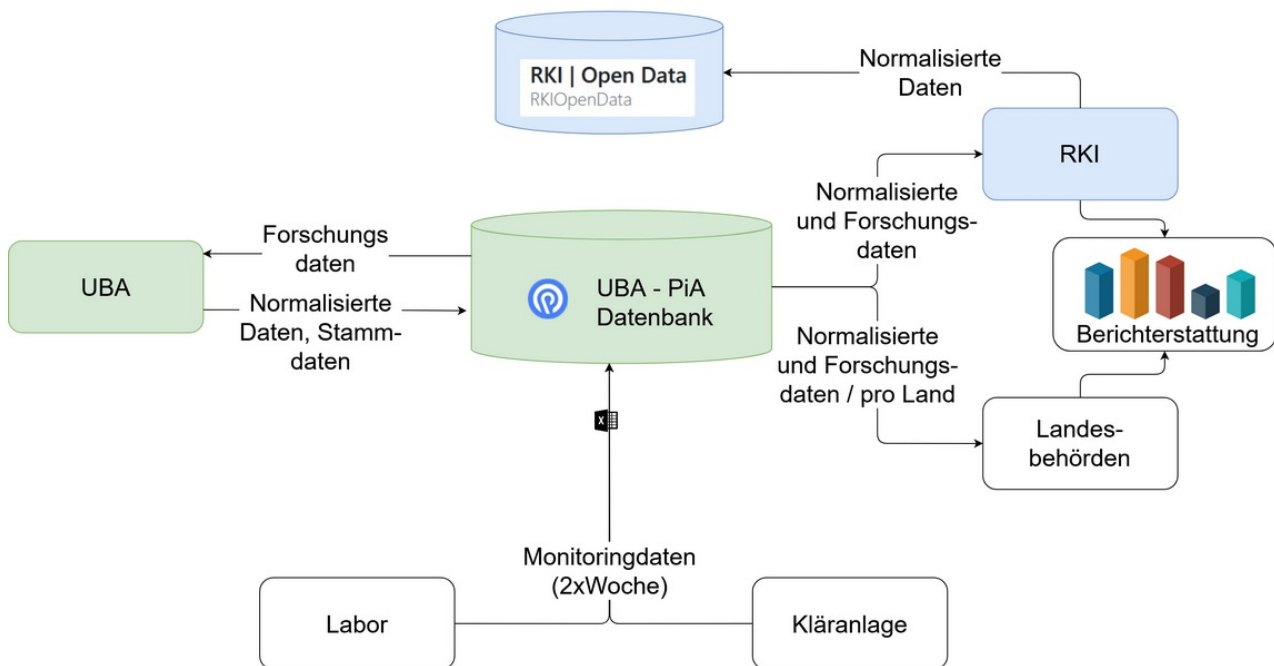 RKI | Open Data
RKIOpenData
Normalisierte
Daten
RKI
Normalisierte
und Forschungs-
daten
Forschungs
daten
UBA
Normalisierte
Daten, Stamm-
daten
UBA - PiA
Datenbank
Berichterstattung
Normalisierte
und Forschungs-
daten / pro Land
Landes-
behörden
X
Monitoringdaten
(2xWoche)
Labor
Kläranlage